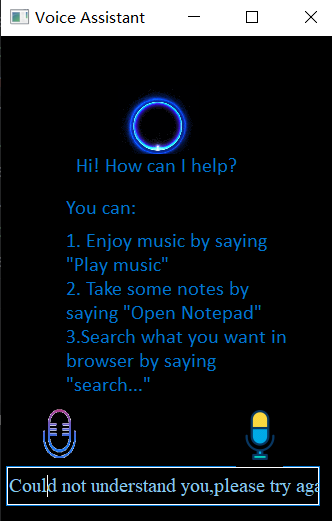 Voice Assistant
Hi! How can I help?
You can:
1. Enjoy music by saying
"Play music"
2. Take some notes by
saying "Open Notepad"
3.Search what you want in
browser by saying
"search..."
Could not understand you,please try aga